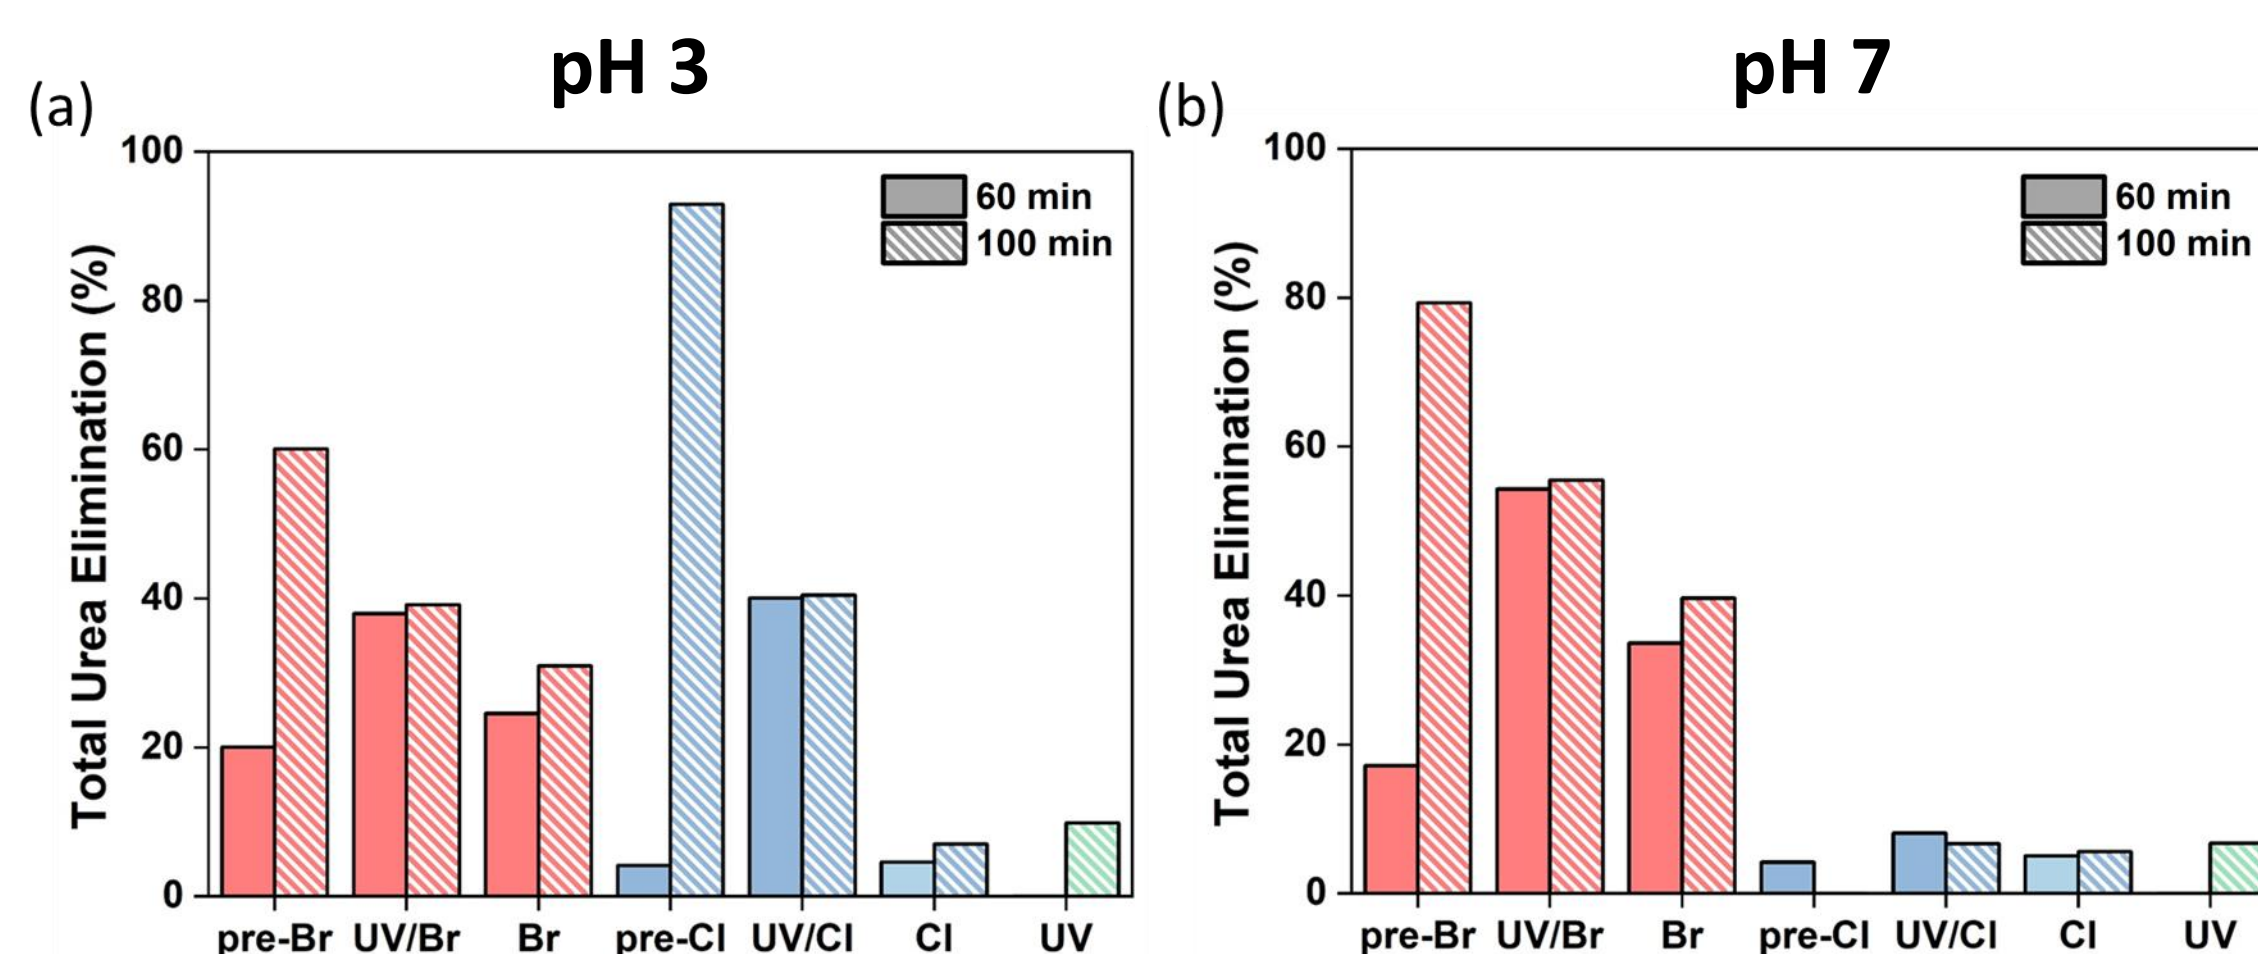 pH 3
(a)
Total Urea Elimination (%)
100
80
60
40
20
0
60 min
100 min
pre-Br UV/Br Br pre-Cl UV/Cl Cl UV
pH 7
(b)
Total Urea Elimination (%)
100
80
60
40
20
0
60 min
100 min
pre-Br UV/Br Br pre-Cl UV/Cl Cl UV